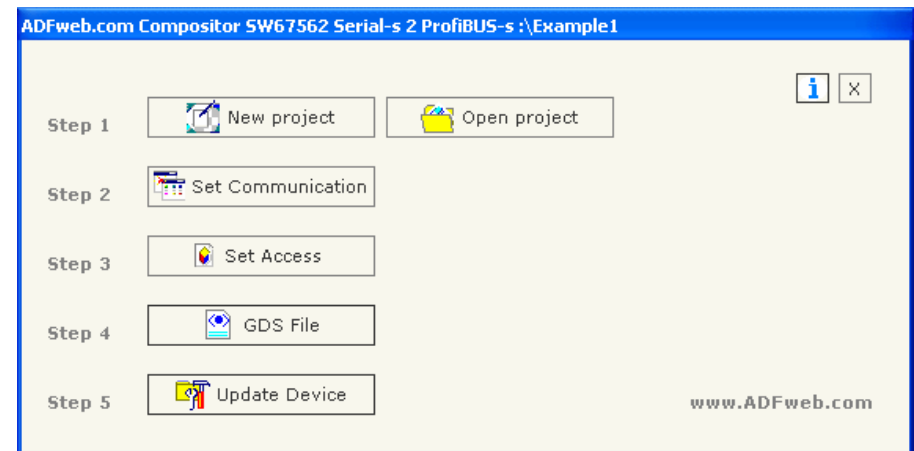 ADFweb.com Compositor SW67562 Serial-s 2 ProfiBUS-s :\Example1
i X
Step 1 New project Open project
Step 2 Set Communication
Step 3 Set Access
Step 4 GDS File
Step 5 Update Device
www.ADFweb.com